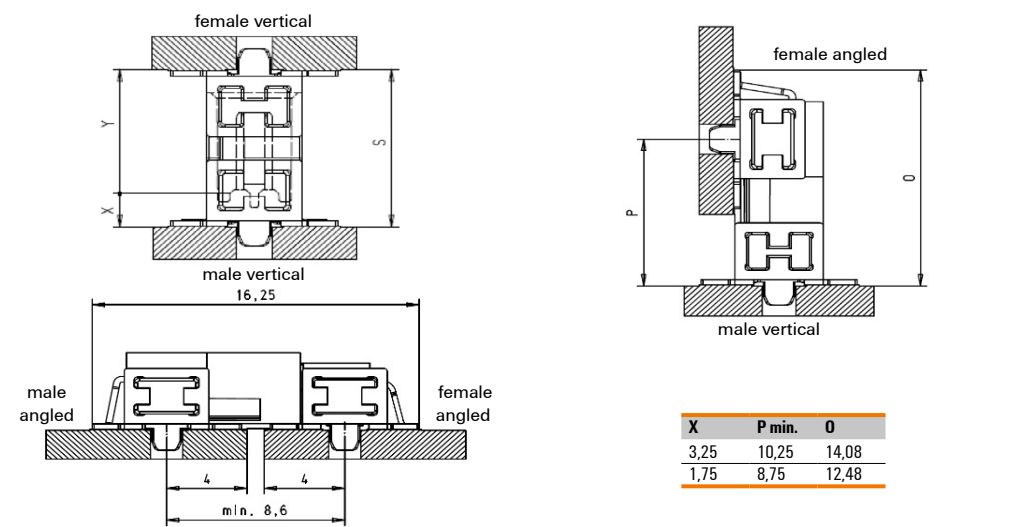 female vertical
Y
S
X
male vertical
female angled
P
O
male vertical
16,25
male
angled
female
angled
4
4
min. 8,6
X P min. O
3,25 10,25 14,08
1,75 8,75 12,48